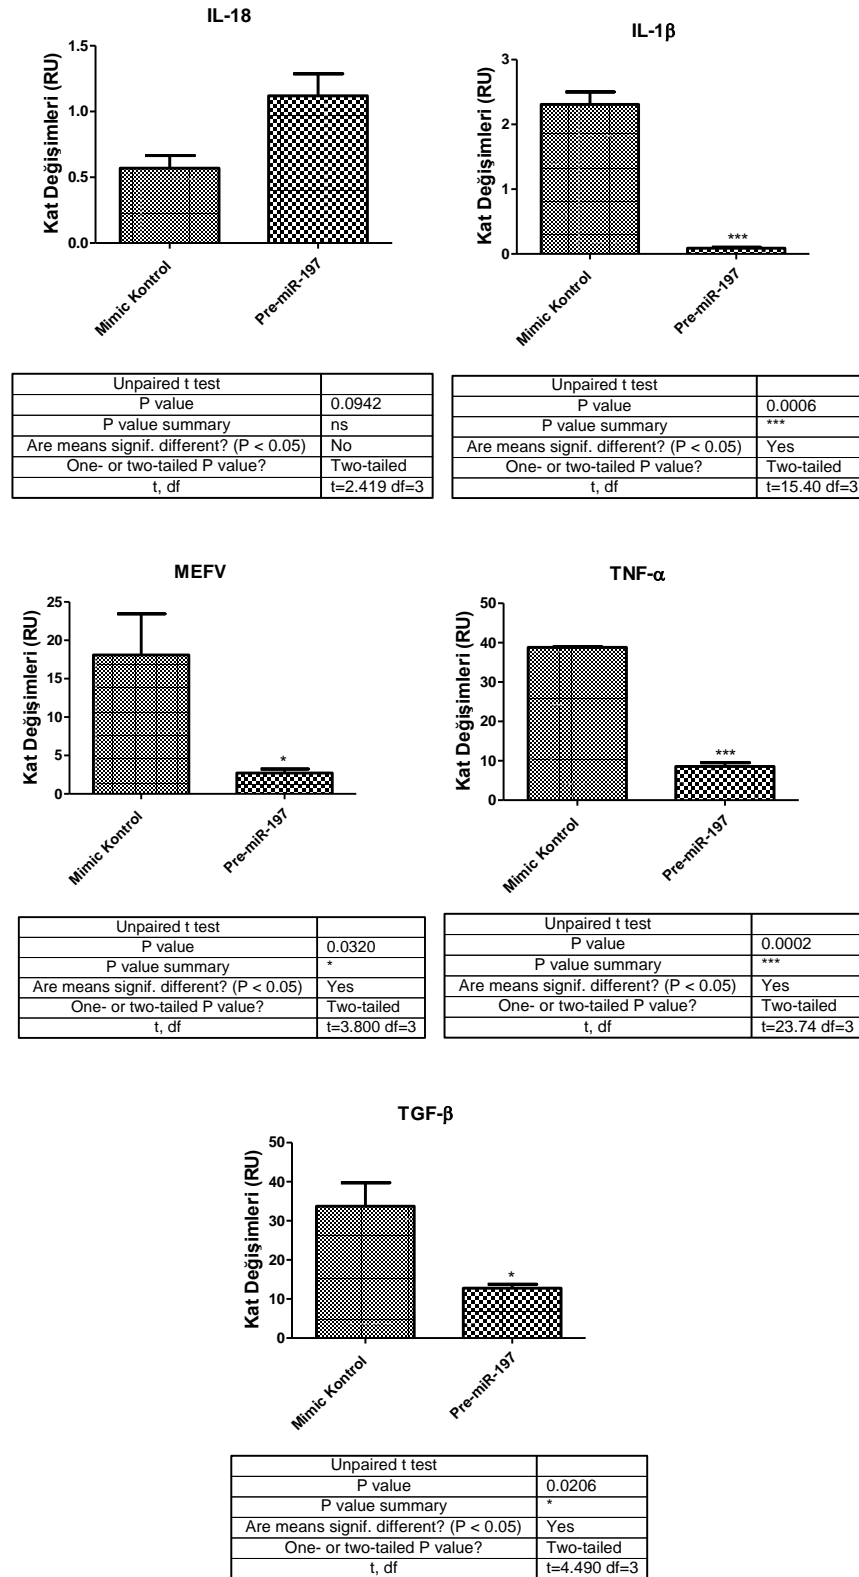 IL-18
Kat Değişimleri (RU)
1.5
1.0
0.5
0.0
Mimic Kontrol
Pre-miR-197
Unpaired t test
P value 0.0942
P value summary ns
Are means signif. different? (P < 0.05) No
One- or two-tailed P value? Two-tailed
t, df t=2.419 df=3
IL-1β
Kat Değişimleri (RU)
3
2
1
0
***
Mimic Kontrol
Pre-miR-197
Unpaired t test
P value 0.0006
P value summary ***
Are means signif. different? (P < 0.05) Yes
One- or two-tailed P value? Two-tailed
t, df t=15.40 df=3
MEFV
Kat Değişimleri (RU)
25
20
15
10
5
0
*
Mimic Kontrol
Pre-miR-197
Unpaired t test
P value 0.0320
P value summary *
Are means signif. different? (P < 0.05) Yes
One- or two-tailed P value? Two-tailed
t, df t=3.800 df=3
TNF-α
Kat Değişimleri (RU)
50
40
30
20
10
0
***
Mimic Kontrol
Pre-miR-197
Unpaired t test
P value 0.0002
P value summary ***
Are means signif. different? (P < 0.05) Yes
One- or two-tailed P value? Two-tailed
t, df t=23.74 df=3
TGF-β
Kat Değişimleri (RU)
50
40
30
20
10
0
*
Mimic Kontrol
Pre-miR-197
Unpaired t test
P value 0.0206
P value summary *
Are means signif. different? (P < 0.05) Yes
One- or two-tailed P value? Two-tailed
t, df t=4.490 df=3